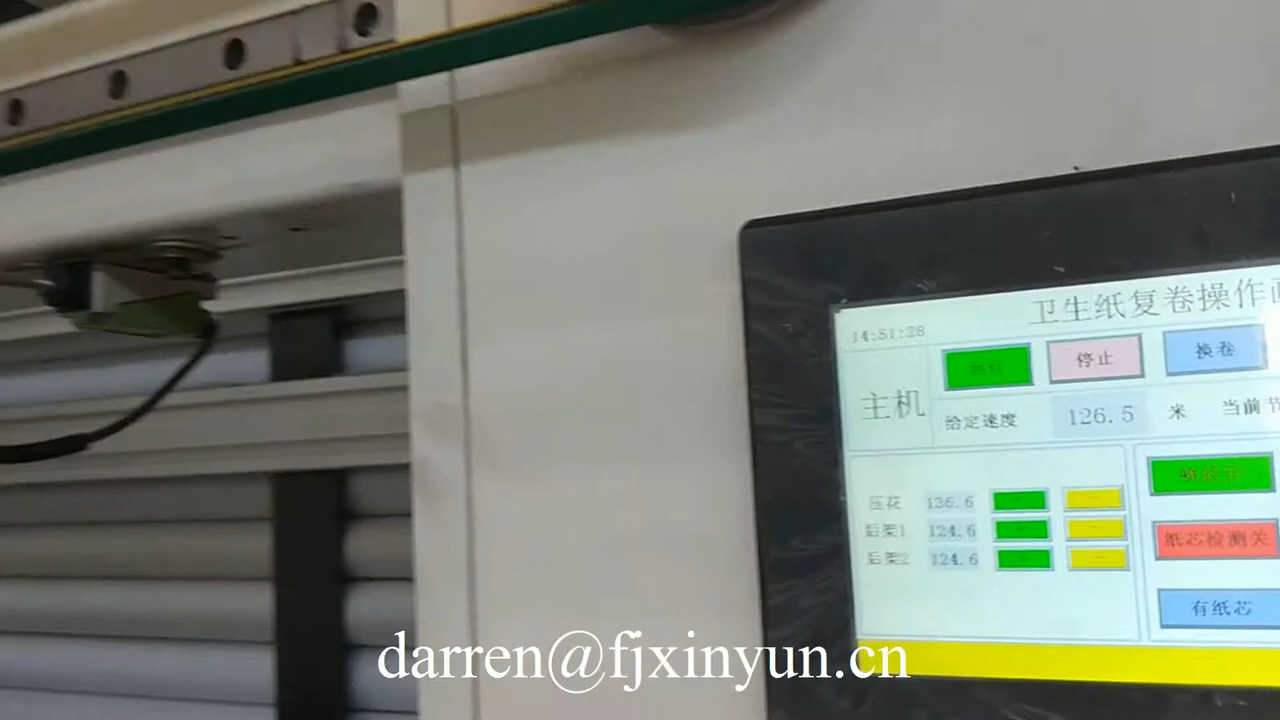 卫生纸复卷操作
14:51:28
停止
换卷
主机
给定速度 126.5 米 当前节
压花 136.6
后架1 124.6
后架2 124.6
纸芯检测关
有纸芯
darren@fjxinyun.cn